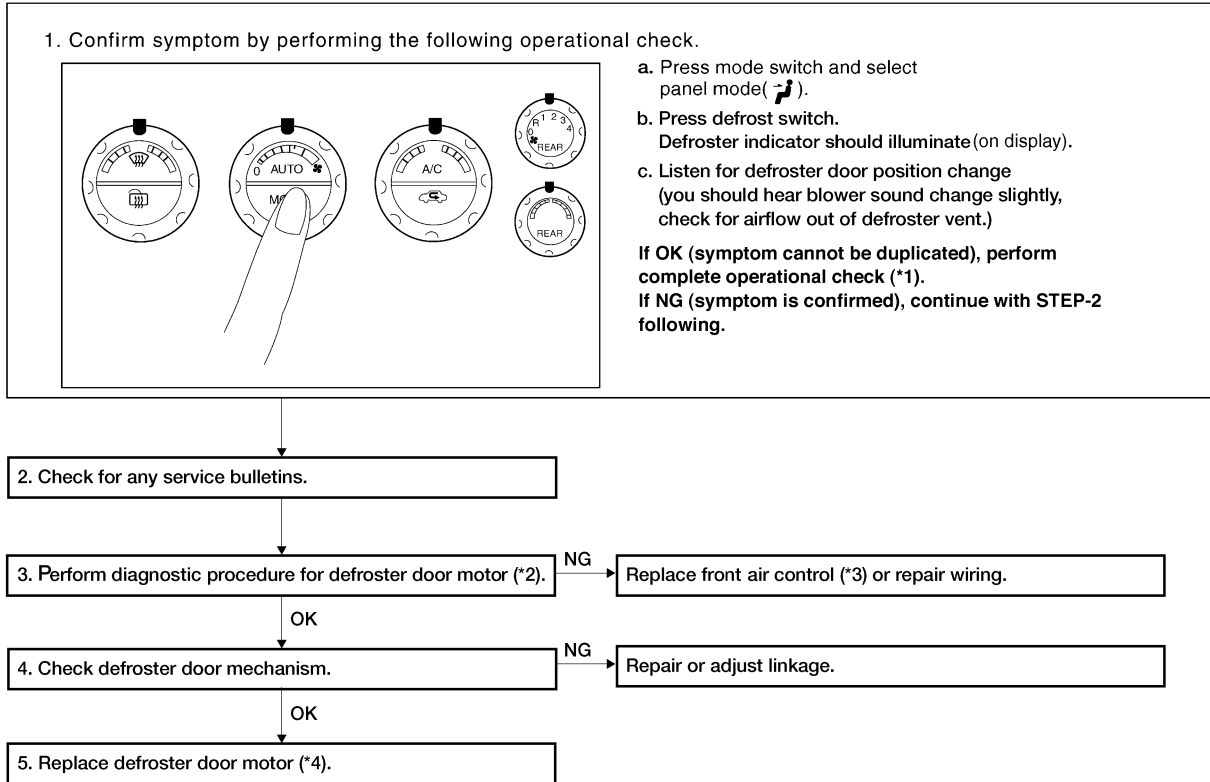 1. Confirm symptom by performing the following operational check.
0 AUTO
A/C
R 0 1 2 3 4
REAR
REAR
a. Press mode switch and select
panel mode( ).
b. Press defrost switch.
Defroster indicator should illuminate (on display).
c. Listen for defroster door position change
(you should hear blower sound change slightly,
check for airflow out of defroster vent.)
If OK (symptom cannot be duplicated), perform
complete operational check (*1).
If NG (symptom is confirmed), continue with STEP-2
following.
2. Check for any service bulletins.
3. Perform diagnostic procedure for defroster door motor (*2).
NG
Replace front air control (*3) or repair wiring.
OK
4. Check defroster door mechanism.
NG
Repair or adjust linkage.
OK
5. Replace defroster door motor (*4).